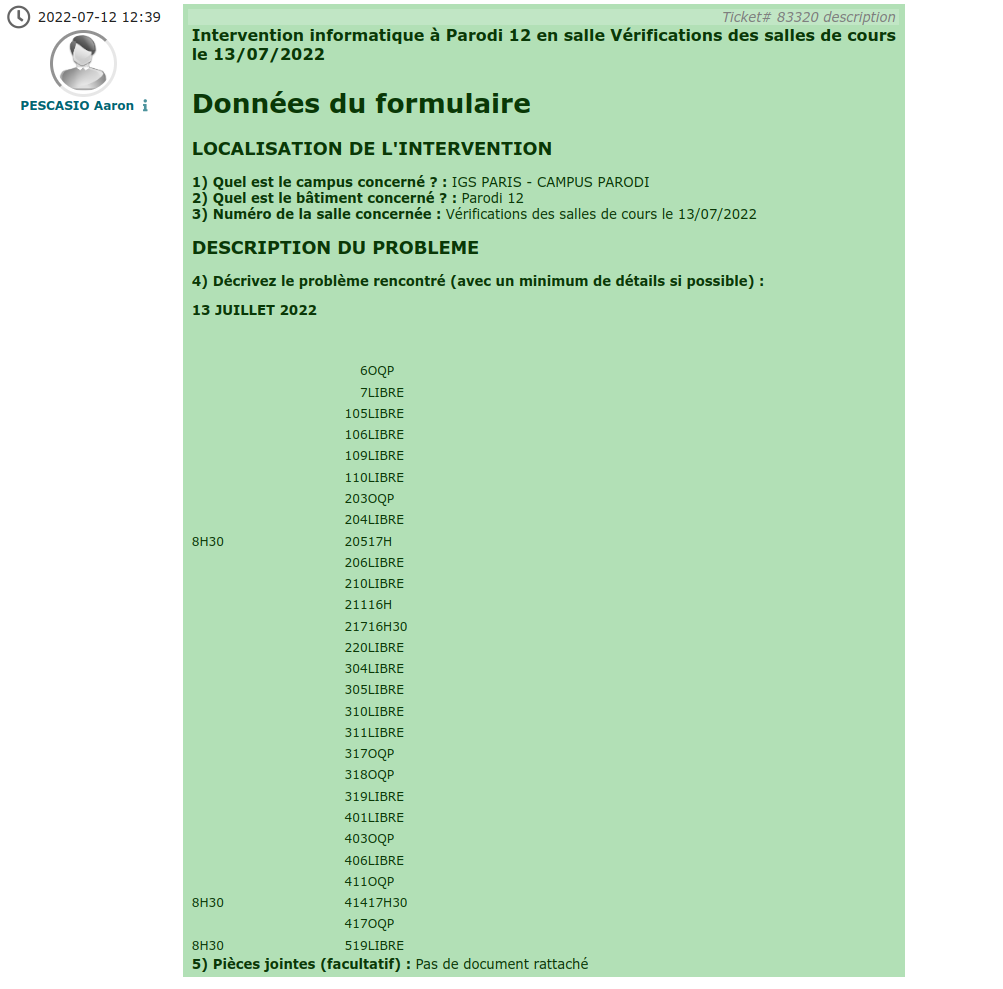 2022-07-12 12:39
PESCASIO Aaron
Ticket# 83320 description
Intervention informatique à Parodi 12 en salle Vérifications des salles de cours
le 13/07/2022
Données du formulaire
LOCALISATION DE L'INTERVENTION
1) Quel est le campus concerné ? : IGS PARIS - CAMPUS PARODI
2) Quel est le bâtiment concerné ? : Parodi 12
3) Numéro de la salle concernée : Vérifications des salles de cours le 13/07/2022
DESCRIPTION DU PROBLEME
4) Décrivez le problème rencontré (avec un minimum de détails si possible) :
13 JUILLET 2022
6OQP
7LIBRE
105LIBRE
106LIBRE
109LIBRE
110LIBRE
203OQP
204LIBRE
8H30 20517H
206LIBRE
210LIBRE
21116H
21716H30
220LIBRE
304LIBRE
305LIBRE
310LIBRE
311LIBRE
317OQP
318OQP
319LIBRE
401LIBRE
403OQP
406LIBRE
411OQP
8H30 41417H30
417OQP
8H30 519LIBRE
5) Pièces jointes (facultatif) : Pas de document rattaché